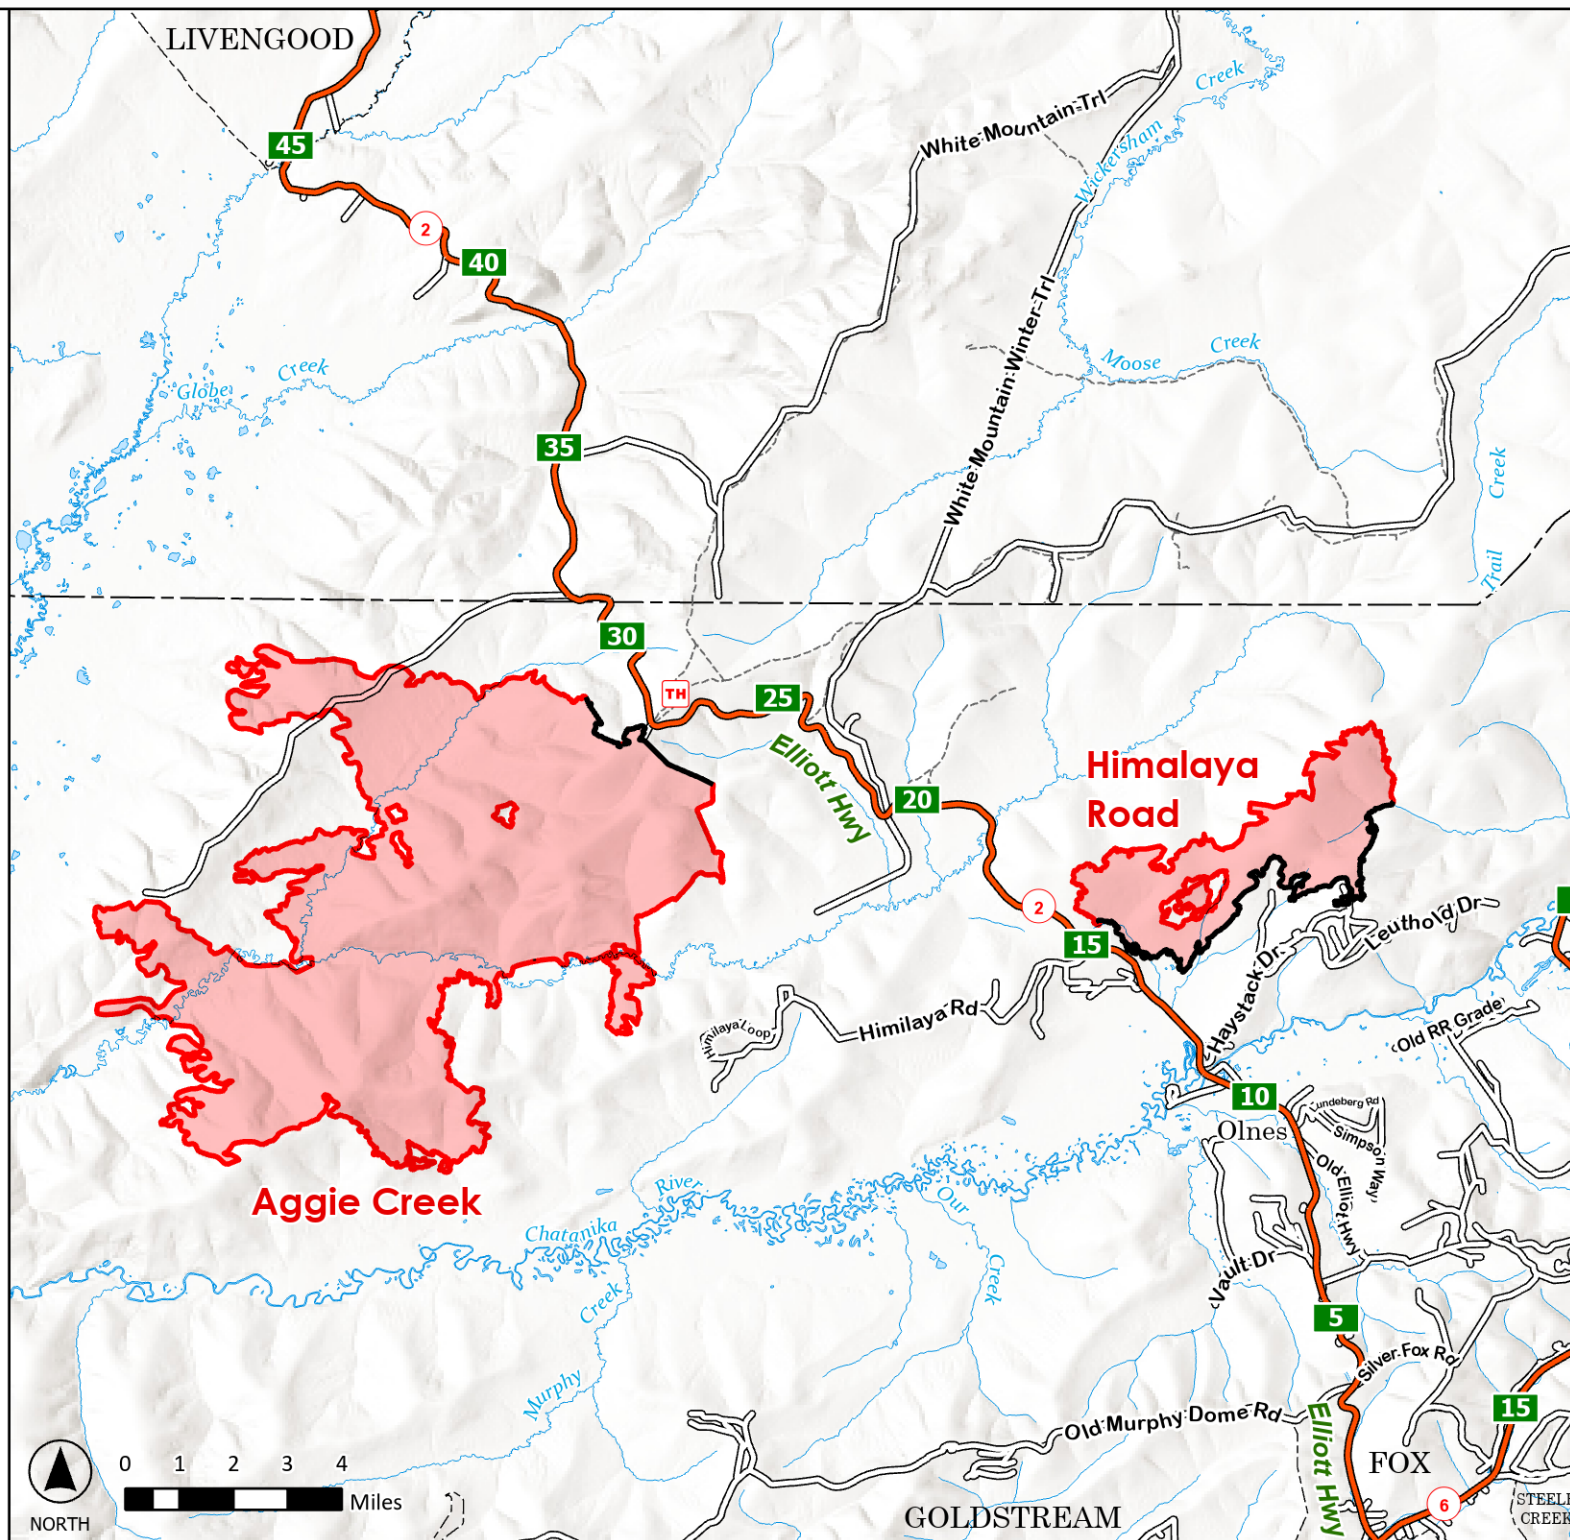 LIVENGOOD
45
2
40
White Mountain Trl
Creek
Wickersham
Globe Creek
35
White Mountain Winter Trl
Moose Creek
Trail Creek
30
TH
25
Elliott Hwy
20
Himalaya
Road
2
15
Leuthold Dr
Haystack Dr
Himilaya Rd
Himilaya Loop
Old RR Grade
10
Olnes
Lundeberg Rd
Simpson Way
Old Elliot Hwy
Aggie Creek
Chatanika River
Our Creek
Vault Dr
5
Murphy Creek
Silver Fox Rd
Old Murphy Dome Rd
15
Elliott Hwy
FOX
0 1 2 3 4
Miles
NORTH
6
GOLDSTREAM
CREEK